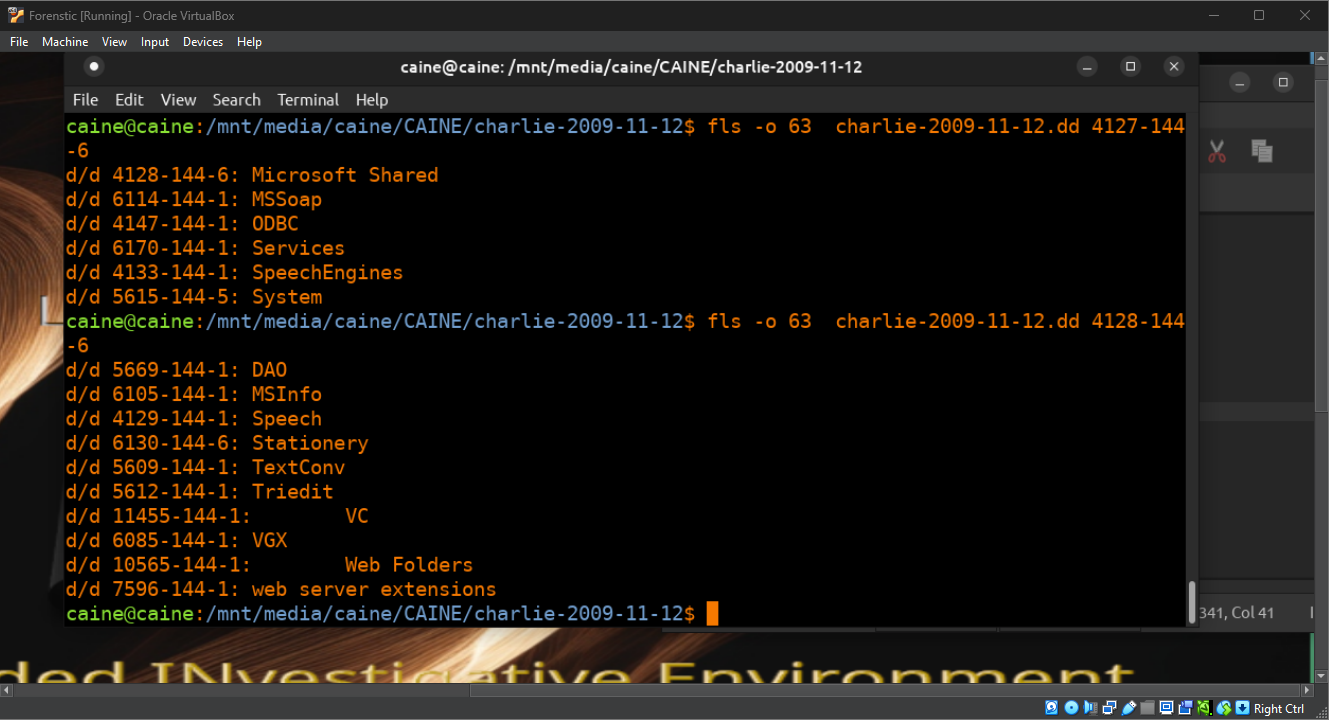 Forenstic [Running] - Oracle VirtualBox
File Machine View Input Devices Help
caine@caine: /mnt/media/caine/CAINE/charlie-2009-11-12
File Edit View Search Terminal Help
caine@caine:/mnt/media/caine/CAINE/charlie-2009-11-12$ fls -o 63  charlie-2009-11-12.dd 4127-144
-6
d/d 4128-144-6: Microsoft Shared
d/d 6114-144-1: MSSoap
d/d 4147-144-1: ODBC
d/d 6170-144-1: Services
d/d 4133-144-1: SpeechEngines
d/d 5615-144-5: System
caine@caine:/mnt/media/caine/CAINE/charlie-2009-11-12$ fls -o 63  charlie-2009-11-12.dd 4128-144
-6
d/d 5669-144-1: DAO
d/d 6105-144-1: MSInfo
d/d 4129-144-1: Speech
d/d 6130-144-6: Stationery
d/d 5609-144-1: TextConv
d/d 5612-144-1: Triedit
d/d 11455-144-1:        VC
d/d 6085-144-1: VGX
d/d 10565-144-1:        Web Folders
d/d 7596-144-1: web server extensions
caine@caine:/mnt/media/caine/CAINE/charlie-2009-11-12$
341, Col 41
ded INvestigative Environment
Right Ctrl